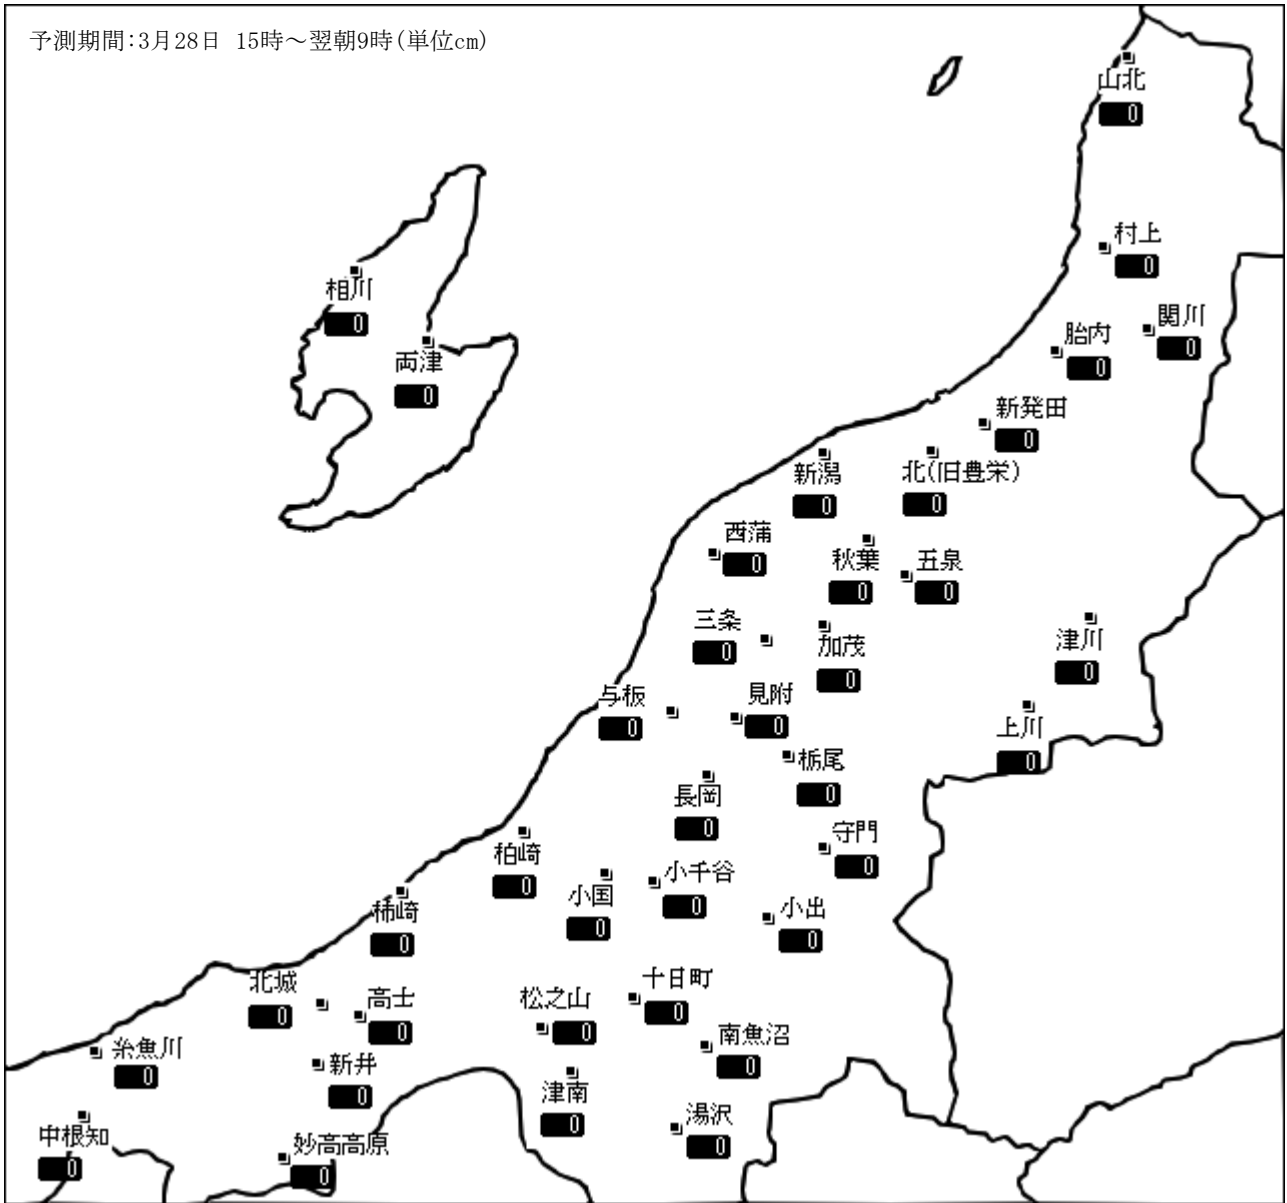 予測期間:3月28日 15時～翌朝9時(単位cm)
山北
0
村上
0
相川
0
関川
0
胎内
0
両津
0
新発田
0
新潟
0
北(旧豊栄)
0
西蒲
0
秋葉
0
五泉
0
三条
0
加茂
0
津川
0
与板
0
見附
0
上川
0
栃尾
0
長岡
0
守門
0
柏崎
0
小国
0
小千谷
0
小出
0
柿崎
0
北城
0
高士
0
松之山
0
十日町
0
南魚沼
0
糸魚川
0
新井
0
津南
0
湯沢
0
中根知
0
妙高高原
0